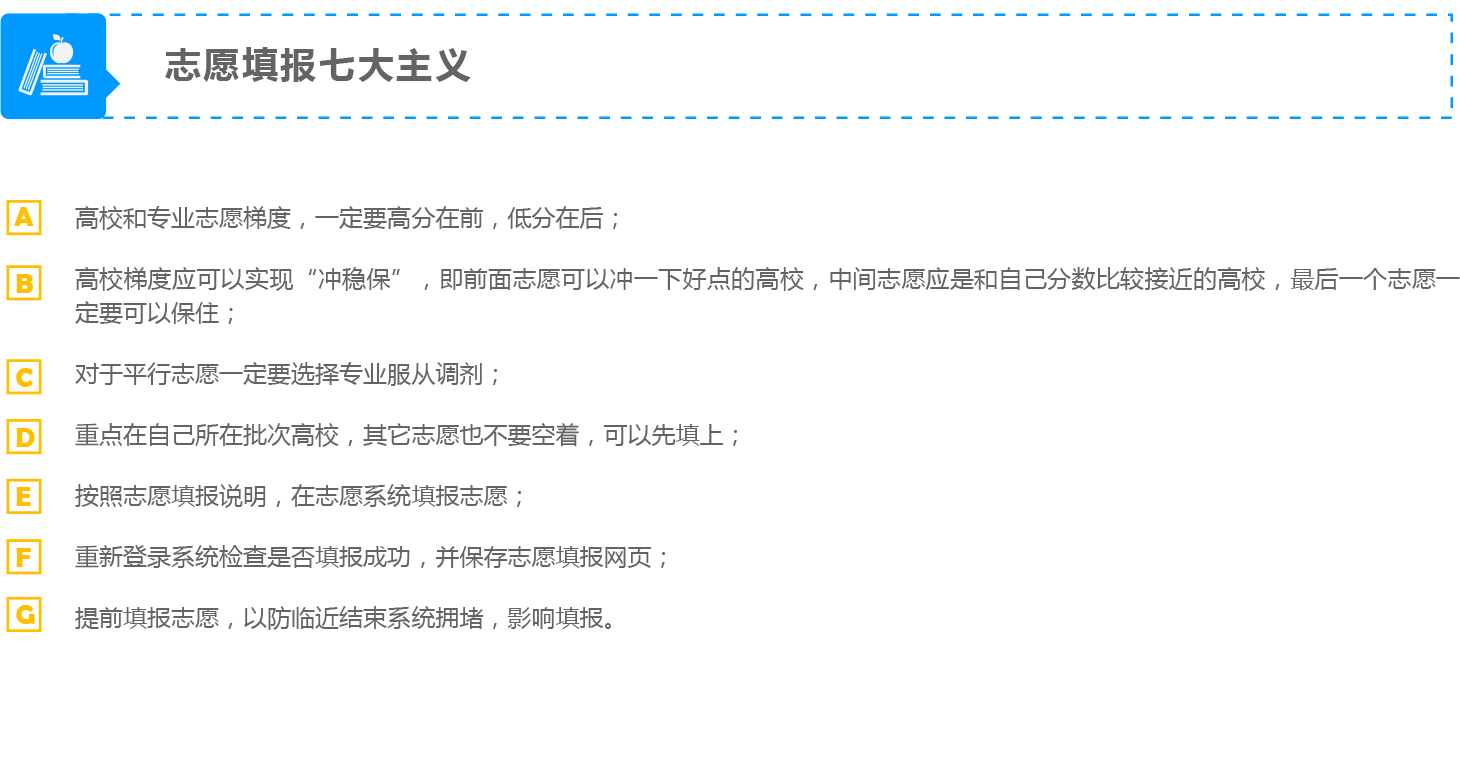 志愿填报七大主义
A 高校和专业志愿梯度，一定要高分在前，低分在后；
B 高校梯度应可以实现“冲稳保”，即前面志愿可以冲一下好点的高校，中间志愿应是和自己分数比较接近的高校，最后一个志愿一
定要可以保住；
C 对于平行志愿一定要选择专业服从调剂；
D 重点在自己所在批次高校，其它志愿也不要空着，可以先填上；
E 按照志愿填报说明，在志愿系统填报志愿；
F 重新登录系统检查是否填报成功，并保存志愿填报网页；
G 提前填报志愿，以防临近结束系统拥堵，影响填报。